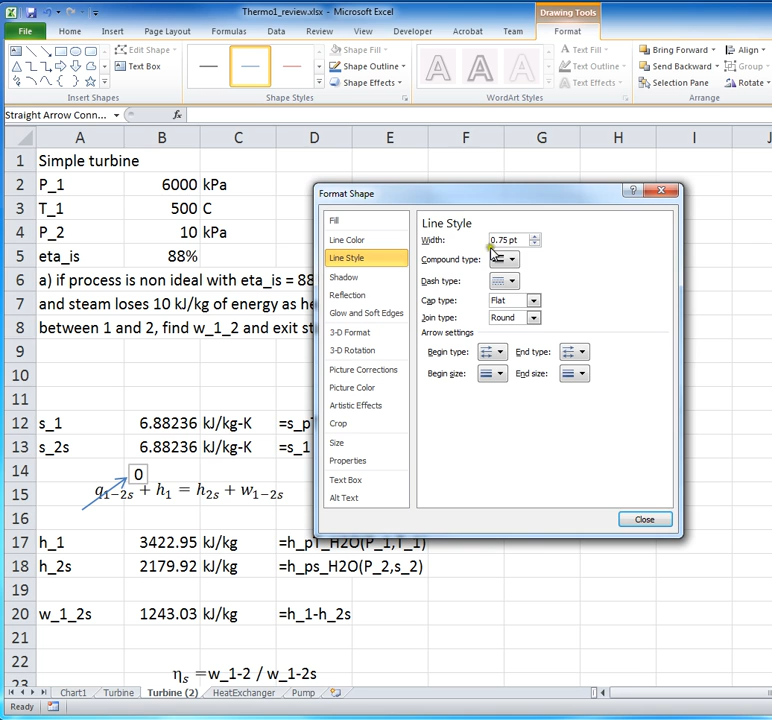 Thermo1_review.xlsx - Microsoft Excel
Drawing Tools
File Home Insert Page Layout Formulas Data Review View Developer Acrobat Team Format
Edit Shape
Text Box
Insert Shapes
Shape Fill
Shape Outline
Shape Effects
Shape Styles
A A A
Text Fill
Text Outline
Text Effects
WordArt Styles
Bring Forward
Send Backward
Selection Pane
Align
Group
Rotate
Arrange
Straight Arrow Conn...
fx
A B C D E F G H I J
1 Simple turbine
2 P_1 6000 kPa
3 T_1 500 C
4 P_2 10 kPa
5 eta_is 88%
6 a) if process is non ideal with eta_is = 88
7 and steam loses 10 kJ/kg of energy as he
8 between 1 and 2, find w_1_2 and exit st
9
10
11
12 s_1 6.88236 kJ/kg-K =s_pT
13 s_2s 6.88236 kJ/kg-K =s_1
14 0
15 q₁₋₂ₛ + h₁ = h₂ₛ + w₁₋₂ₛ
16
17 h_1 3422.95 kJ/kg =h_pT_H2O(P_1,T_1)
18 h_2s 2179.92 kJ/kg =h_ps_H2O(P_2,s_2)
19
20 w_1_2s 1243.03 kJ/kg =h_1-h_2s
21
22 ηₛ =w_1-2 / w_1-2s
23
Format Shape
Fill
Line Color
Line Style
Shadow
Reflection
Glow and Soft Edges
3-D Format
3-D Rotation
Picture Corrections
Picture Color
Artistic Effects
Crop
Size
Properties
Text Box
Alt Text
Line Style
Width: 0.75 pt
Compound type:
Dash type:
Cap type: Flat
Join type: Round
Arrow settings
Begin type: End type:
Begin size: End size:
Close
Chart1 Turbine Turbine (2) HeatExchanger Pump
Ready